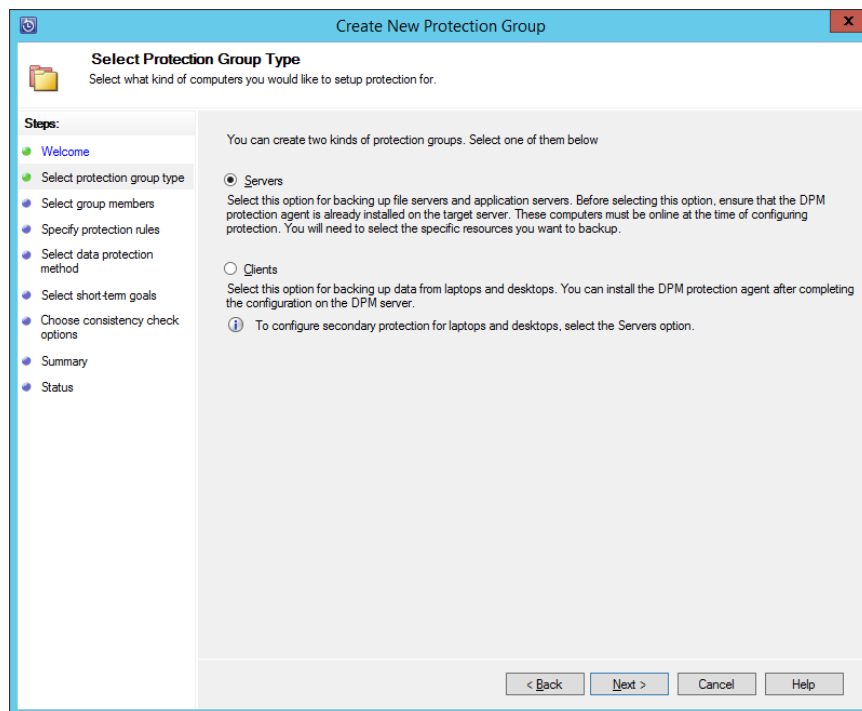 Create New Protection Group
x
Select Protection Group Type
Select what kind of computers you would like to setup protection for.
Steps:
Welcome
Select protection group type
Select group members
Specify protection rules
Select data protection
method
Select short-term goals
Choose consistency check
options
Summary
Status
You can create two kinds of protection groups. Select one of them below
Servers
Select this option for backing up file servers and application servers. Before selecting this option, ensure that the DPM
protection agent is already installed on the target server. These computers must be online at the time of configuring
protection. You will need to select the specific resources you want to backup.
Clients
Select this option for backing up data from laptops and desktops. You can install the DPM protection agent after completing
the configuration on the DPM server.
To configure secondary protection for laptops and desktops, select the Servers option.
< Back Next > Cancel Help